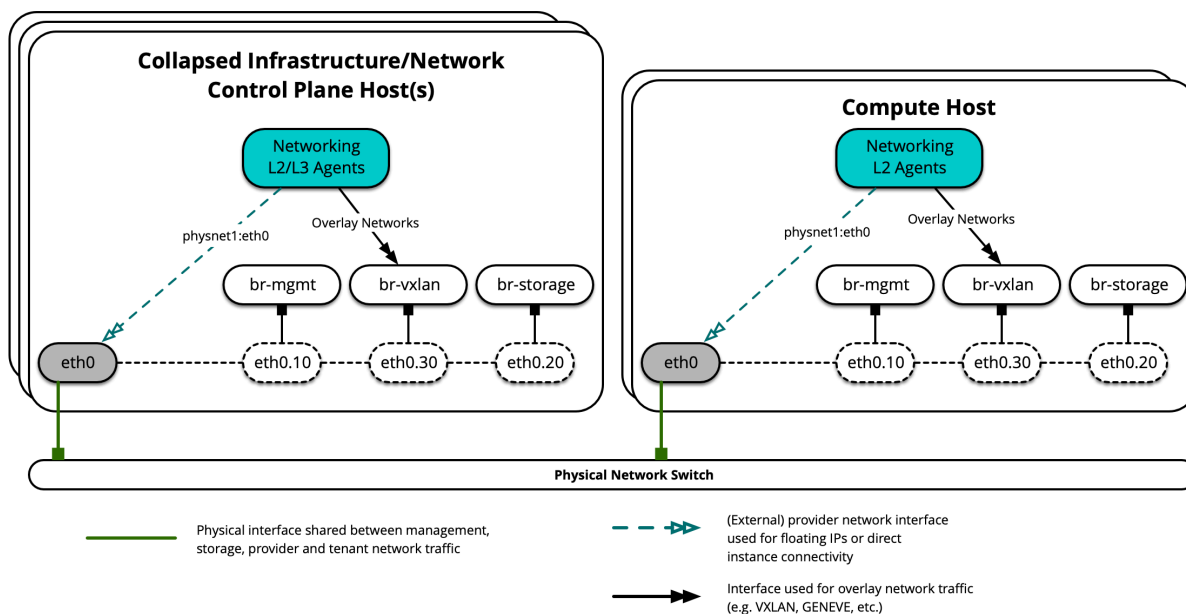 Collapsed Infrastructure/Network
Control Plane Host(s)
Networking
L2/L3 Agents
Overlay Networks
physnet1:eth0
br-mgmt
br-vxlan
br-storage
eth0
eth0.10
eth0.30
eth0.20
Compute Host
Networking
L2 Agents
Overlay Networks
physnet1:eth0
br-mgmt
br-vxlan
br-storage
eth0
eth0.10
eth0.30
eth0.20
Physical Network Switch
Physical interface shared between management,
storage, provider and tenant network traffic
(External) provider network interface
used for floating IPs or direct
instance connectivity
Interface used for overlay network traffic
(e.g. VXLAN, GENEVE, etc.)